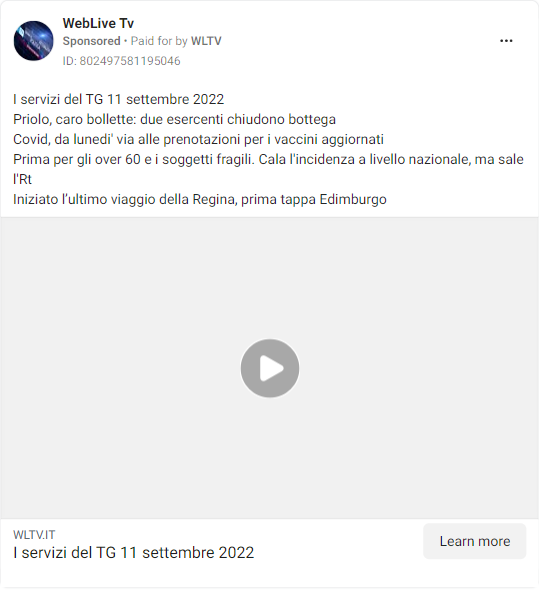 WebLive Tv
Sponsored • Paid for by WLTV
ID: 802497581195046
I servizi del TG 11 settembre 2022
Priolo, caro bollette: due esercenti chiudono bottega
Covid, da lunedi' via alle prenotazioni per i vaccini aggiornati
Prima per gli over 60 e i soggetti fragili. Cala l'incidenza a livello nazionale, ma sale
l'Rt
Iniziato l’ultimo viaggio della Regina, prima tappa Edimburgo
WLTV.IT
I servizi del TG 11 settembre 2022
Learn more